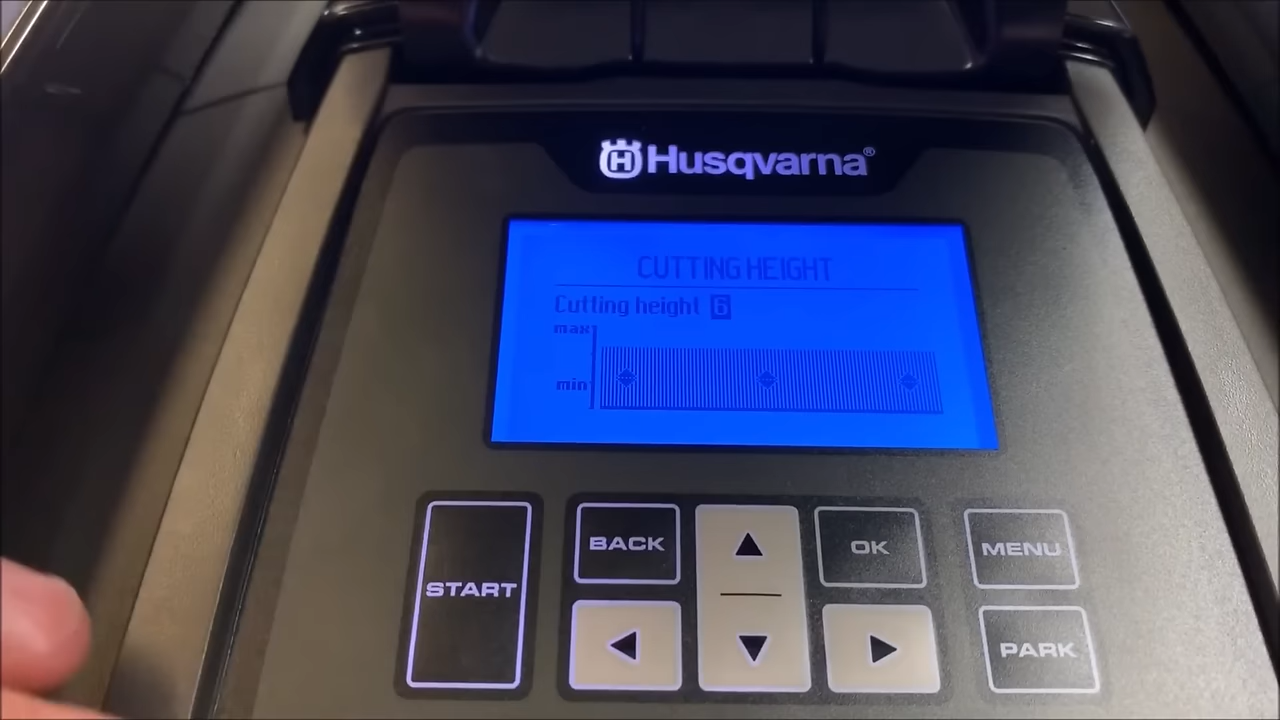 Husqvarna®
CUTTING HEIGHT
Cutting height 6
max
min
START
BACK
OK
MENU
PARK